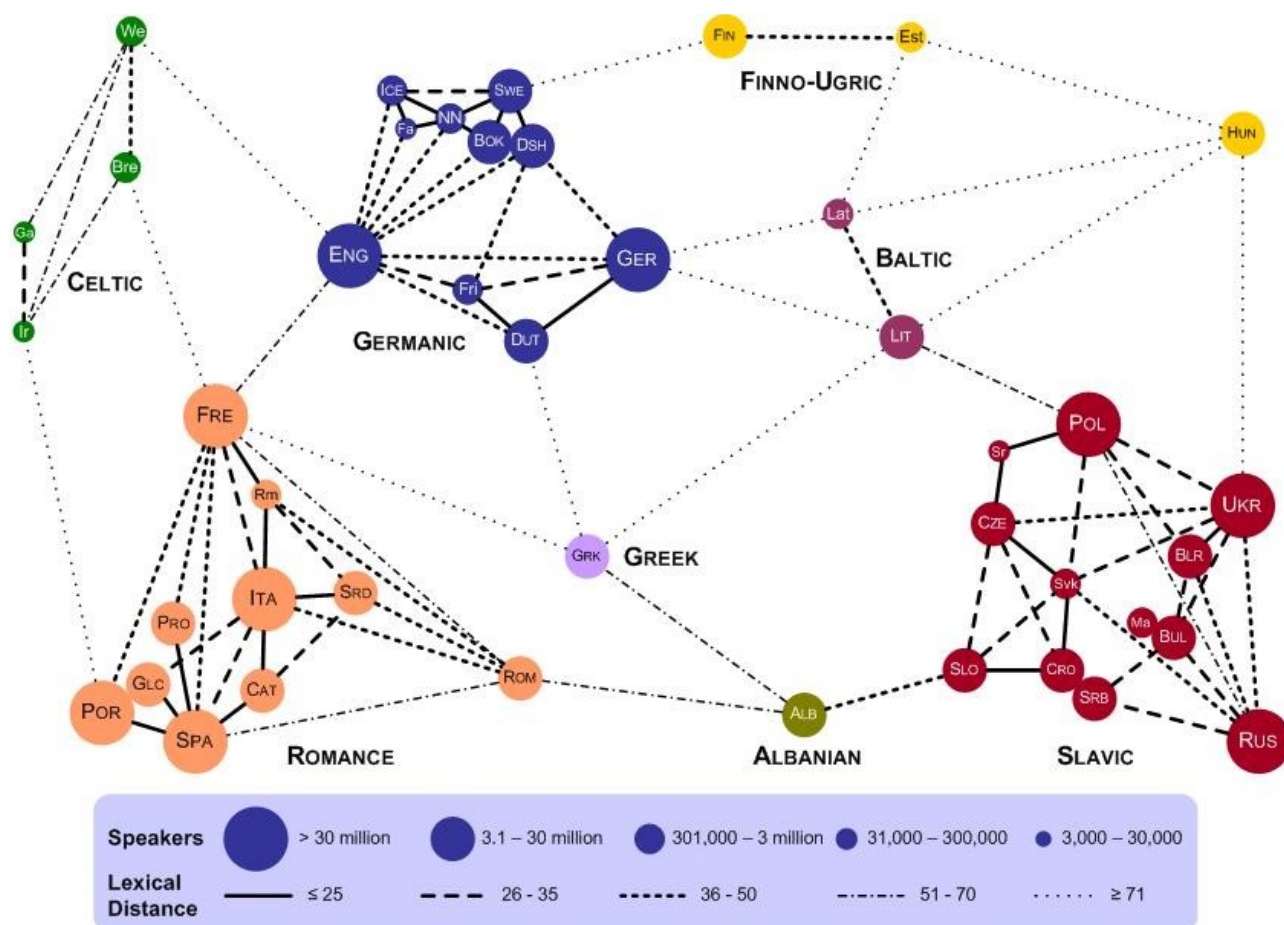 We
FIN
Est
FINNO-UGRIC
ICE
SWE
NN
Fa
BOK
DSH
HUN
Bre
Lat
Ga
ENG
GER
BALTIC
CELTIC
Fri
Ir
GERMANIC
DUT
LIT
FRE
POL
Sr
Rm
UKR
CZE
GRK
GREEK
BLR
ITA
SRD
Svk
PRO
Ma
BUL
GLC
CAT
ROM
SLO
CRO
SRB
POR
SPA
ALB
RUS
ROMANCE
ALBANIAN
SLAVIC
Speakers > 30 million 3.1 – 30 million 301,000 – 3 million 31,000 – 300,000 3,000 – 30,000
Lexical
Distance ≤ 25 26 - 35 36 - 50 51 - 70 ≥ 71